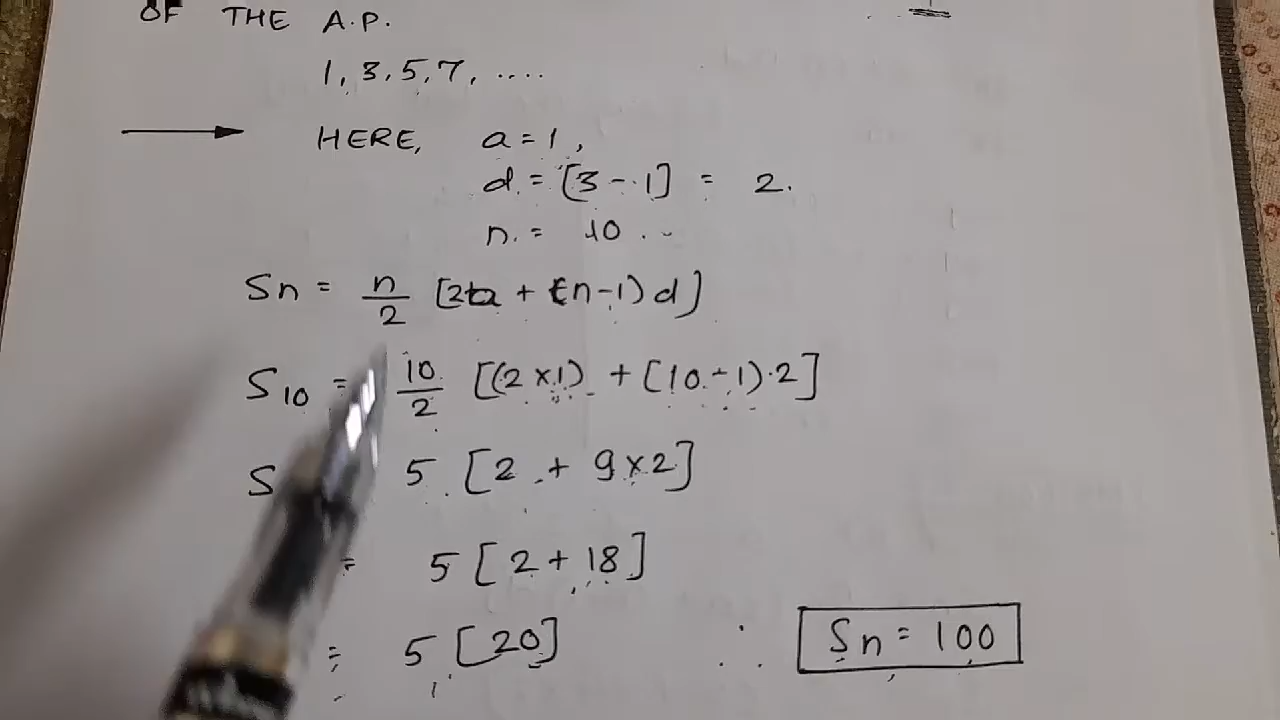 OF THE A.P.
1, 3, 5, 7, ....
HERE, a = 1,
d = [3 - 1] = 2.
n = 10
Sn = n/2 [2a + (n-1) d]
S10 = 10/2 [(2 x 1) + [10 - 1) . 2]
S 5 [2 + 9 x 2]
= 5 [2 + 18]
= 5 [20] ∴ Sn = 100